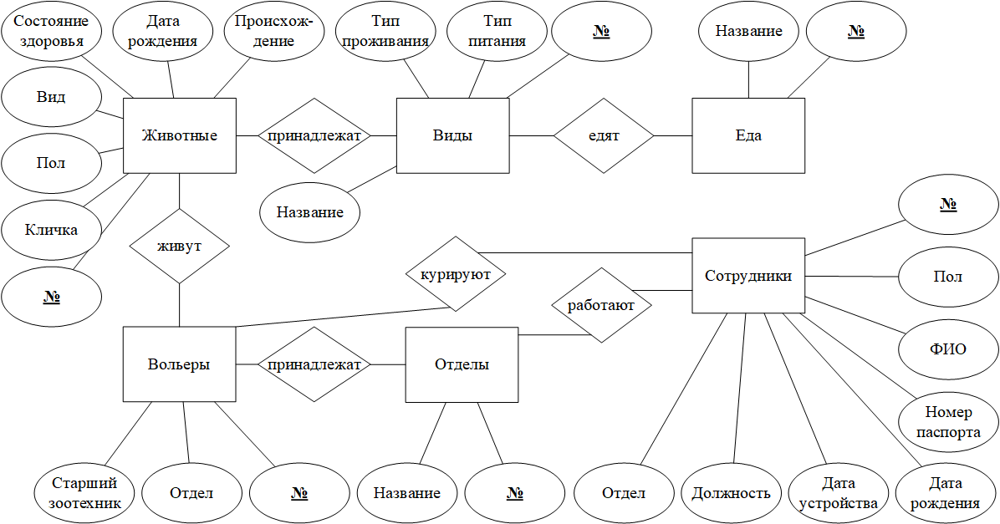 Состояние
здоровья
Дата
рождения
Происхож-
дение
Тип
проживания
Тип
питания
№
Название
№
Вид
Животные
принадлежат
Виды
едят
Еда
Пол
Название
№
Кличка
живут
курируют
Сотрудники
Пол
№
работают
ФИО
Вольеры
принадлежат
Отделы
Номер
паспорта
Старший
зоотехник
Отдел
№
Название
№
Отдел
Должность
Дата
устройства
Дата
рождения